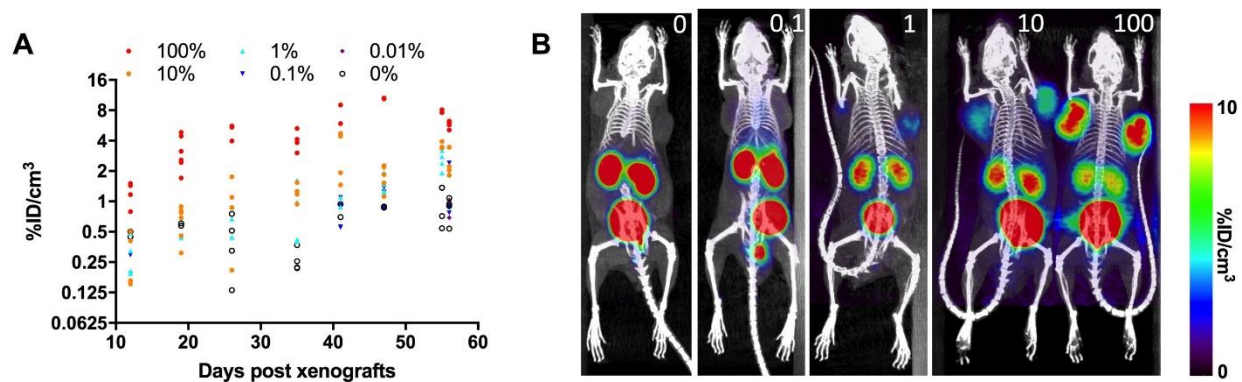 A
100% 1% 0.01%
10% 0.1% 0%
%ID/cm³
16
8
4
2
1
0.5
0.25
0.125
0.0625
10 20 30 40 50 60
Days post xenografts
B
0 0.1 1 10 100
10
%ID/cm³
0